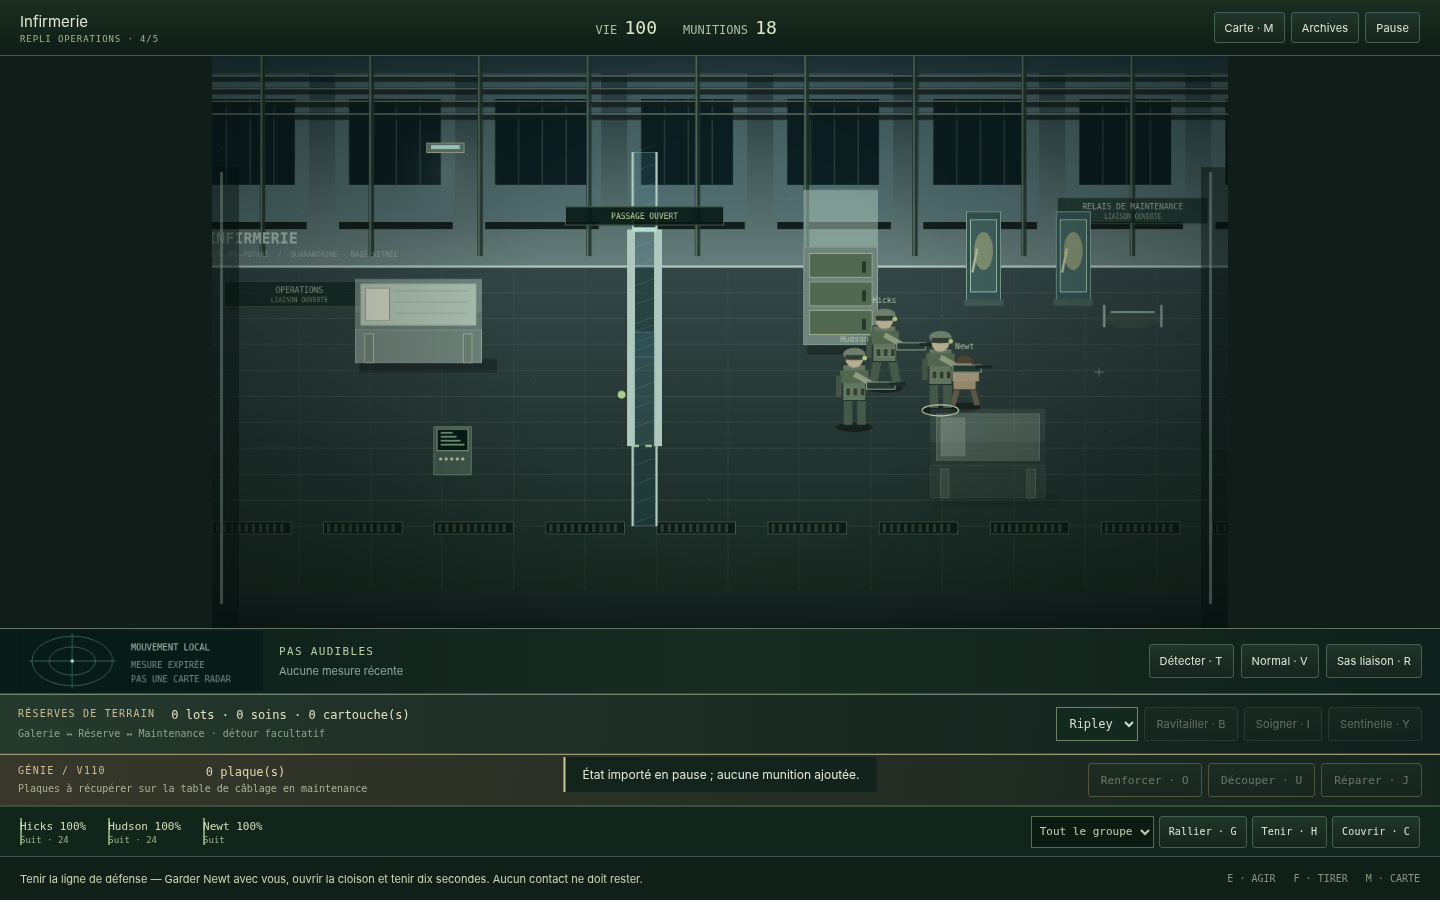 Infirmerie
REPLI OPERATIONS · 4/5
VIE 100 MUNITIONS 18
Carte · M
Archives
Pause
PASSAGE OUVERT
RELAIS DE MAINTENANCE
LIAISON OUVERTE
INFIRMERIE
QUARANTAINE · BAIE VITRÉE
OPERATIONS
LIAISON OUVERTE
Hicks
Hudson
Newt
MOUVEMENT LOCAL
MESURE EXPIRÉE
PAS UNE CARTE RADAR
PAS AUDIBLES
Aucune mesure récente
Détecter · T
Normal · V
Sas liaison · R
RÉSERVES DE TERRAIN 0 lots · 0 soins · 0 cartouche(s)
Galerie ↔ Réserve ↔ Maintenance · détour facultatif
Ripley
Ravitailler · B
Soigner · I
Sentinelle · Y
GÉNIE / V110 0 plaque(s)
Plaques à récupérer sur la table de câblage en maintenance
État importé en pause ; aucune munition ajoutée.
Renforcer · O
Découper · U
Réparer · J
Hicks 100%
Suit · 24
Hudson 100%
Suit · 24
Newt 100%
Suit
Tout le groupe
Rallier · G
Tenir · H
Couvrir · C
Tenir la ligne de défense — Garder Newt avec vous, ouvrir la cloison et tenir dix secondes. Aucun contact ne doit rester.
E · AGIR F · TIRER M · CARTE